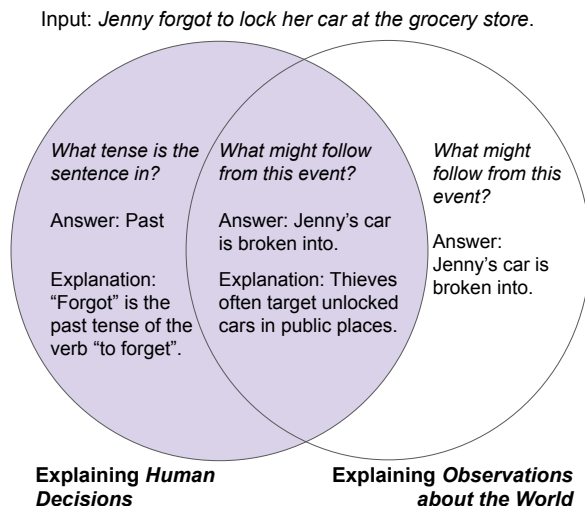 Input: Jenny forgot to lock her car at the grocery store.
What tense is the
sentence in?
Answer: Past
Explanation:
“Forgot” is the
past tense of the
verb “to forget”.
What might follow
from this event?
Answer: Jenny’s car
is broken into.
Explanation: Thieves
often target unlocked
cars in public places.
What might
follow from this
event?
Answer:
Jenny’s car is
broken into.
Explaining Human
Decisions
Explaining Observations
about the World